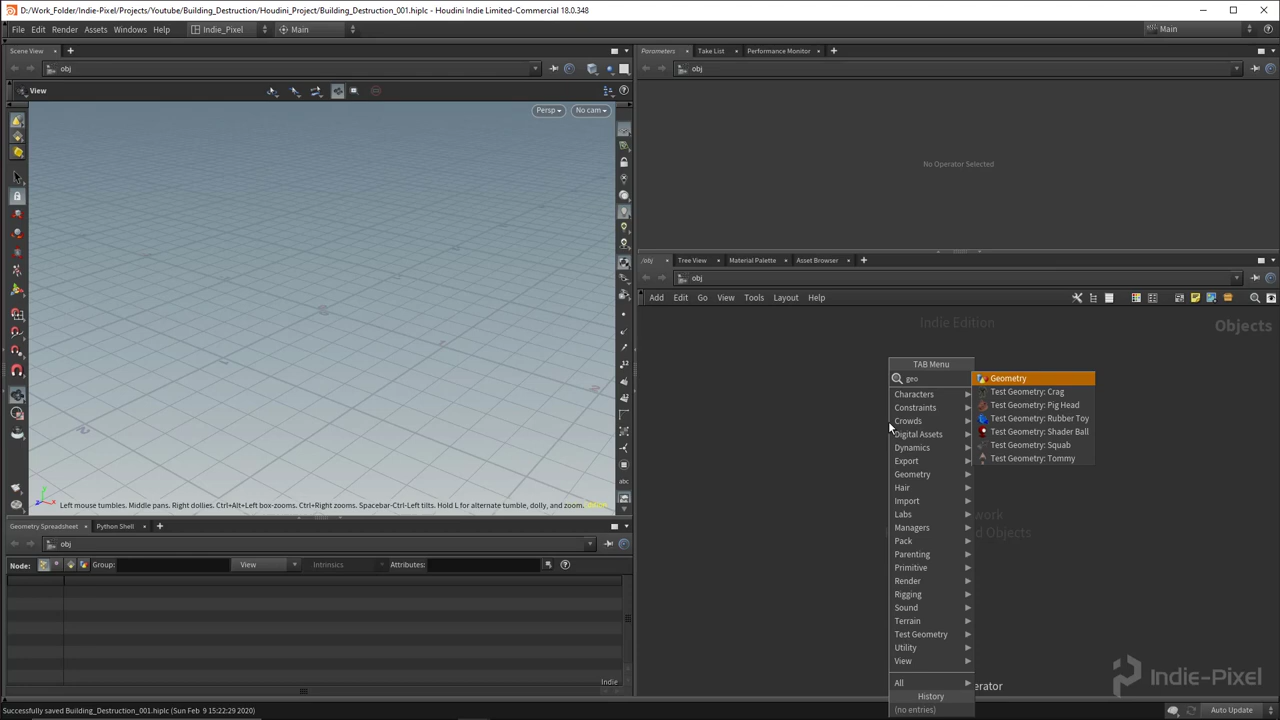 D:/Work_Folder/Indie-Pixel/Projects/Youtube/Building_Destruction/Houdini_Project/Building_Destruction_001.hiplc - Houdini Indie Limited-Commercial 18.0.348
File Edit Render Assets Windows Help Indie_Pixel Main Main
Scene View
obj
View
Persp No cam
Left mouse tumbles. Middle pans. Right dollies. Ctrl+Alt+Left box-zooms. Ctrl+Right zooms. Spacebar-Ctrl-Left tilts. Hold L for alternate tumble, dolly, and zoom.
Geometry Spreadsheet Python Shell
obj
Node: Group: View Intrinsics Attributes:
Indie
Parameters Take List Performance Monitor
obj
No Operator Selected
/obj Tree View Material Palette Asset Browser
obj
Add Edit Go View Tools Layout Help
Indie Edition
Objects
TAB Menu
geo
Characters
Constraints
Crowds
Digital Assets
Dynamics
Export
Geometry
Hair
Import
Labs
Managers
Pack
Parenting
Primitive
Render
Rigging
Sound
Terrain
Test Geometry
Utility
View
All
History
(no entries)
Geometry
Test Geometry: Crag
Test Geometry: Pig Head
Test Geometry: Rubber Toy
Test Geometry: Shader Ball
Test Geometry: Squab
Test Geometry: Tommy
Objects
erator
Indie-Pixel
Successfully saved Building_Destruction_001.hiplc (Sun Feb 9 15:22:29 2020)
Auto Update